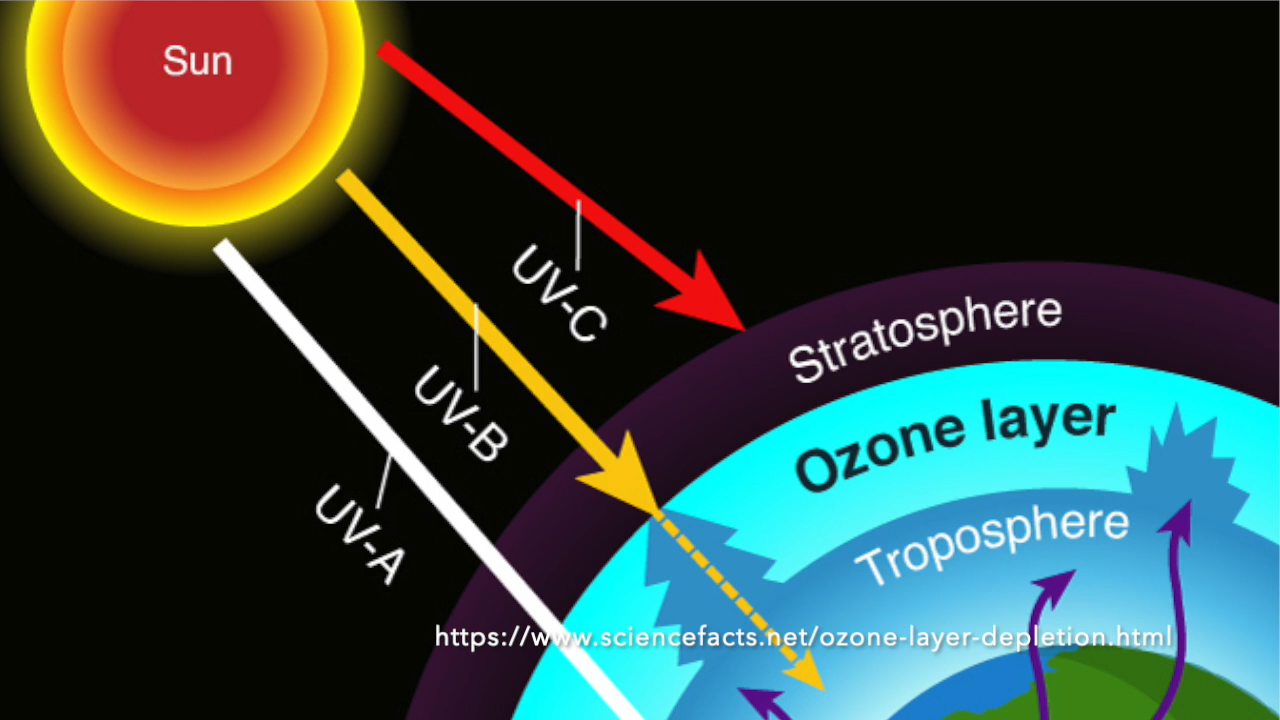 Sun
UV-C
UV-B
UV-A
Stratosphere
Ozone layer
Troposphere
https://www.sciencefacts.net/ozone-layer-depletion.html